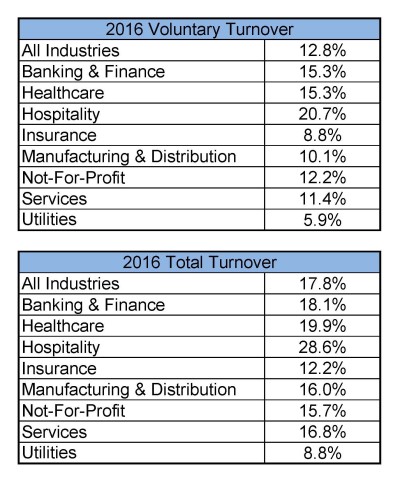 2016 Voluntary Turnover
All Industries 12.8%
Banking & Finance 15.3%
Healthcare 15.3%
Hospitality 20.7%
Insurance 8.8%
Manufacturing & Distribution 10.1%
Not-For-Profit 12.2%
Services 11.4%
Utilities 5.9%
2016 Total Turnover
All Industries 17.8%
Banking & Finance 18.1%
Healthcare 19.9%
Hospitality 28.6%
Insurance 12.2%
Manufacturing & Distribution 16.0%
Not-For-Profit 15.7%
Services 16.8%
Utilities 8.8%